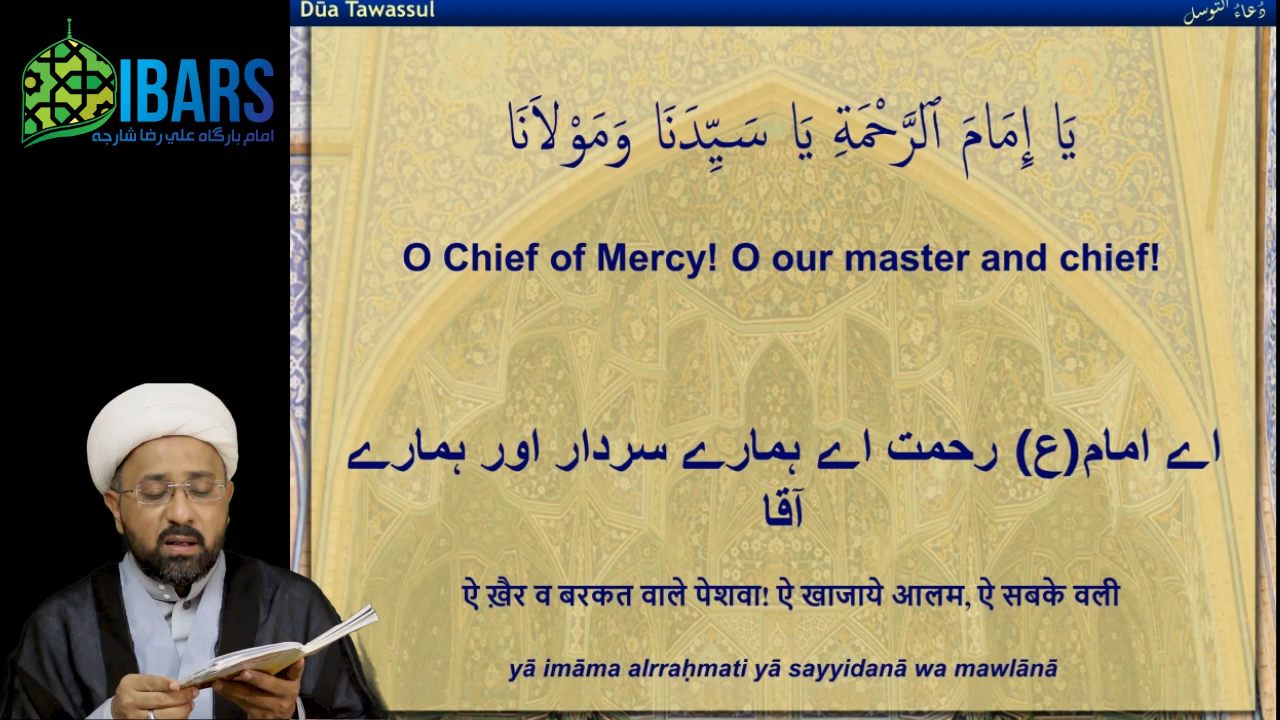 Dūa Tawassul
دُعَاءُ التوسل
IBARS
امام بارگاه علي رضا شارجه
يَا إِمَامَ ٱلرَّحْمَةِ يَا سَيِّدَنَا وَمَوْلاَنَا
O Chief of Mercy! O our master and chief!
اے امام(ع) رحمت اے ہمارے سردار اور ہمارے
آقا
ऐ ख़ैर व बरकत वाले पेशवा! ऐ खाजाये आलम, ऐ सबके वली
yā imāma alrraḥmati yā sayyidanā wa mawlānā